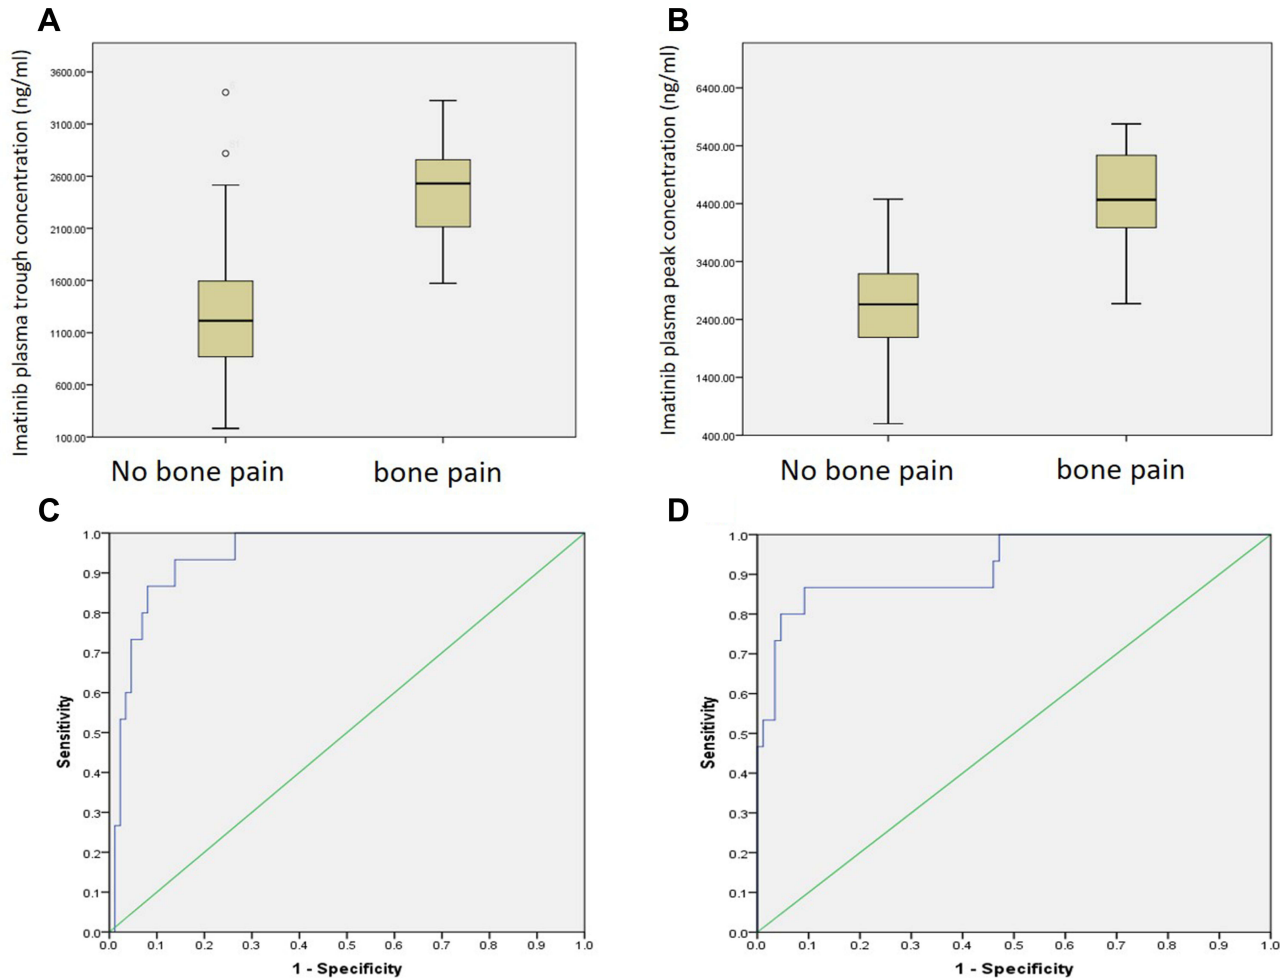 A
Imatinib plasma trough concentration (ng/ml)
3600.00
3100.00
2600.00
2100.00
1600.00
1100.00
600.00
100.00
No bone pain
bone pain
B
Imatinib plasma peak concentration (ng/ml)
6400.00
5400.00
4400.00
3400.00
2400.00
1400.00
400.00
No bone pain
bone pain
C
Sensitivity
1.0
0.9
0.8
0.7
0.6
0.5
0.4
0.3
0.2
0.1
0.0
0.0 0.1 0.2 0.3 0.4 0.5 0.6 0.7 0.8 0.9 1.0
1 - Specificity
D
Sensitivity
1.0
0.9
0.8
0.7
0.6
0.5
0.4
0.3
0.2
0.1
0.0
0.0 0.1 0.2 0.3 0.4 0.5 0.6 0.7 0.8 0.9 1.0
1 - Specificity